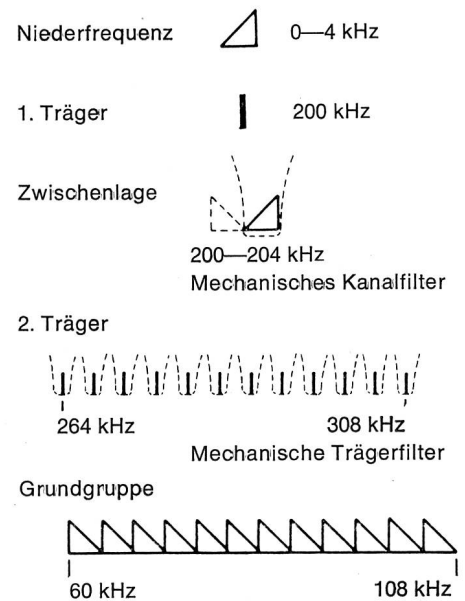 Niederfrequenz 0—4 kHz
1. Träger 200 kHz
Zwischenlage
200—204 kHz
Mechanisches Kanalfilter
2. Träger
264 kHz 308 kHz
Mechanische Trägerfilter
Grundgruppe
60 kHz 108 kHz